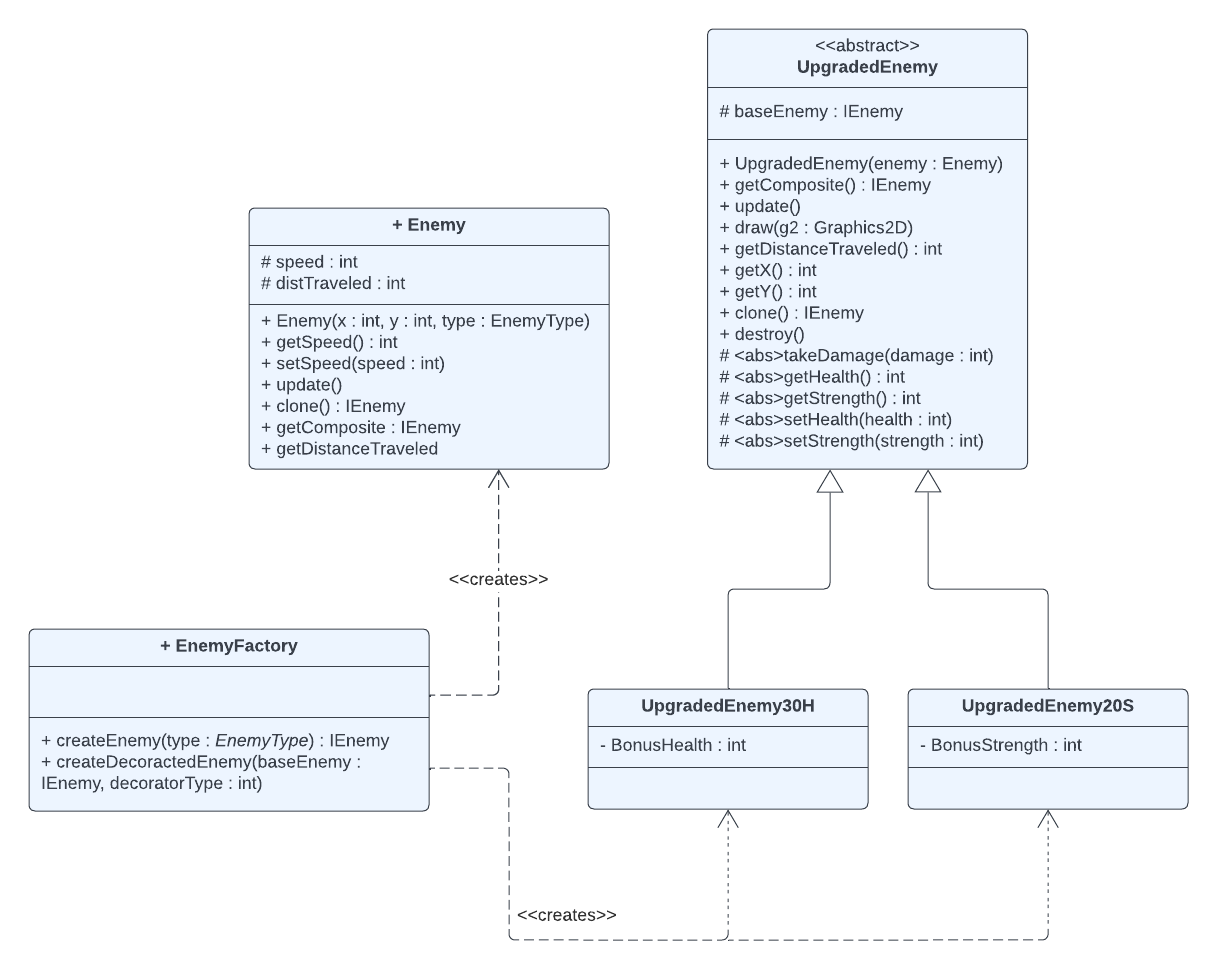 <<abstract>>
UpgradedEnemy
# baseEnemy : IEnemy
+ UpgradedEnemy(enemy : Enemy)
+ getComposite() : IEnemy
+ update()
+ draw(g2 : Graphics2D)
+ getDistanceTraveled() : int
+ getX() : int
+ getY() : int
+ clone() : IEnemy
+ destroy()
# <abs>takeDamage(damage : int)
# <abs>getHealth() : int
# <abs>getStrength() : int
# <abs>setHealth(health : int)
# <abs>setStrength(strength : int)
+ Enemy
# speed : int
# distTraveled : int
+ Enemy(x : int, y : int, type : EnemyType)
+ getSpeed() : int
+ setSpeed(speed : int)
+ update()
+ clone() : IEnemy
+ getComposite : IEnemy
+ getDistanceTraveled
<<creates>>
+ EnemyFactory
+ createEnemy(type : EnemyType) : IEnemy
+ createDecoractedEnemy(baseEnemy :
IEnemy, decoratorType : int)
UpgradedEnemy30H
- BonusHealth : int
UpgradedEnemy20S
- BonusStrength : int
<<creates>>